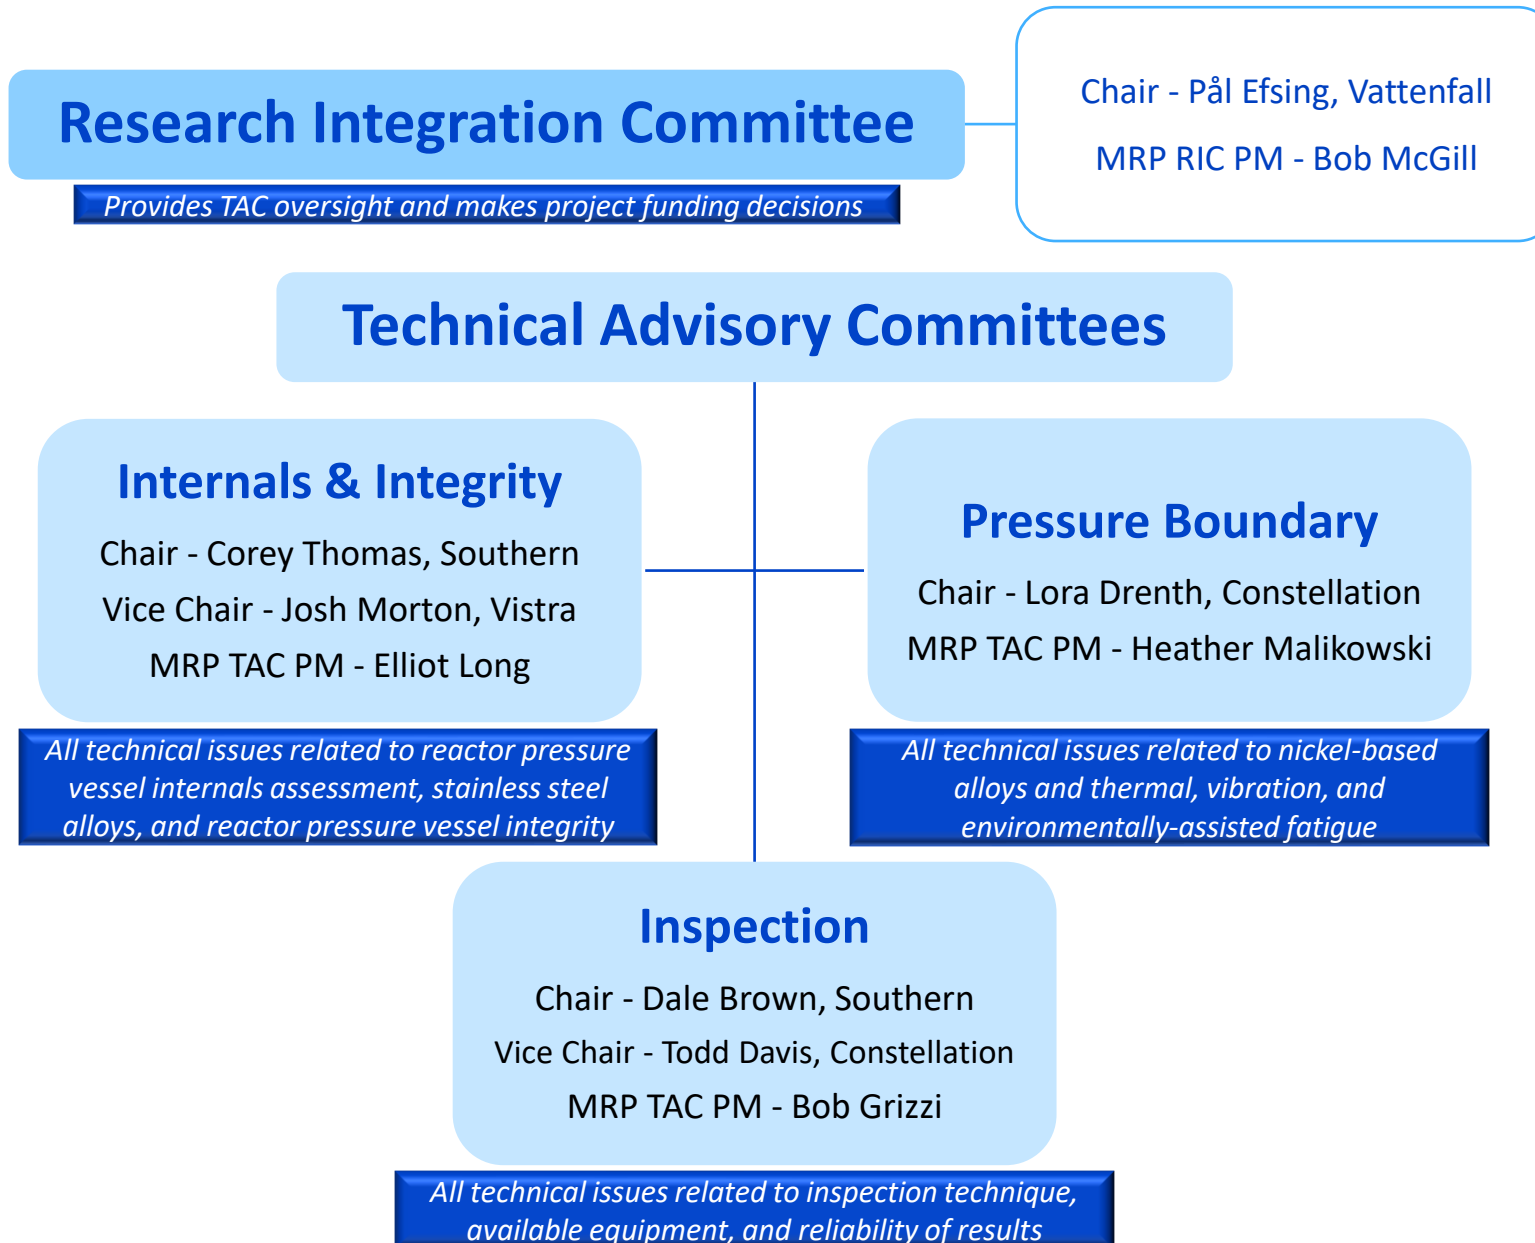 Research Integration Committee
Provides TAC oversight and makes project funding decisions
Chair - Pål Efsing, Vattenfall
MRP RIC PM - Bob McGill
Technical Advisory Committees
Internals & Integrity
Chair - Corey Thomas, Southern
Vice Chair - Josh Morton, Vistra
MRP TAC PM - Elliot Long
All technical issues related to reactor pressure
vessel internals assessment, stainless steel
alloys, and reactor pressure vessel integrity
Pressure Boundary
Chair - Lora Drenth, Constellation
MRP TAC PM - Heather Malikowski
All technical issues related to nickel-based
alloys and thermal, vibration, and
environmentally-assisted fatigue
Inspection
Chair - Dale Brown, Southern
Vice Chair - Todd Davis, Constellation
MRP TAC PM - Bob Grizzi
All technical issues related to inspection technique,
available equipment, and reliability of results